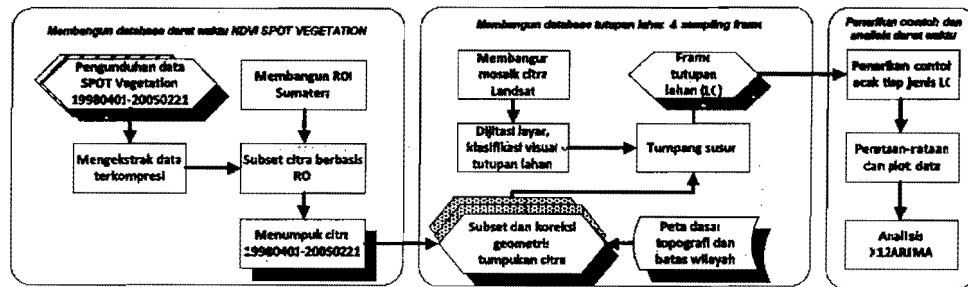 Membangun database deret waktu NDVI SPOT VEGETATION
Pengunduhan data
SPOT Vegetation
19980401-20050221
Membangun ROI
Sumatera
Mengekstrak data
terkompresi
Subset citra berbasis
ROI
Menumpuk citra
19980401-20050221
Membangun database tutupan lahan & sampling frame
Membangun
mosaik citra
Landsat
Frame
tutupan
lahan (LC)
Dijitasi layar,
klasifikasi visual
tutupan lahan
Tumpang susun
Subset dan koreksi
geometris
tumpukan citra
Peta dasar
topografi dan
batas wilayah
Penarikan contoh dan
analisis deret waktu
Penarikan contoh
acak tiap jenis LC
Perataan-rataan
dan plot data
Analisis
X12ARIMA